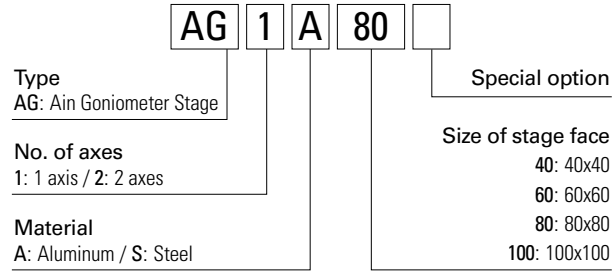 AG 1 A 80
Type
AG: Ain Goniometer Stage
No. of axes
1: 1 axis / 2: 2 axes
Material
A: Aluminum / S: Steel
Special option
Size of stage face
40: 40x40
60: 60x60
80: 80x80
100: 100x100